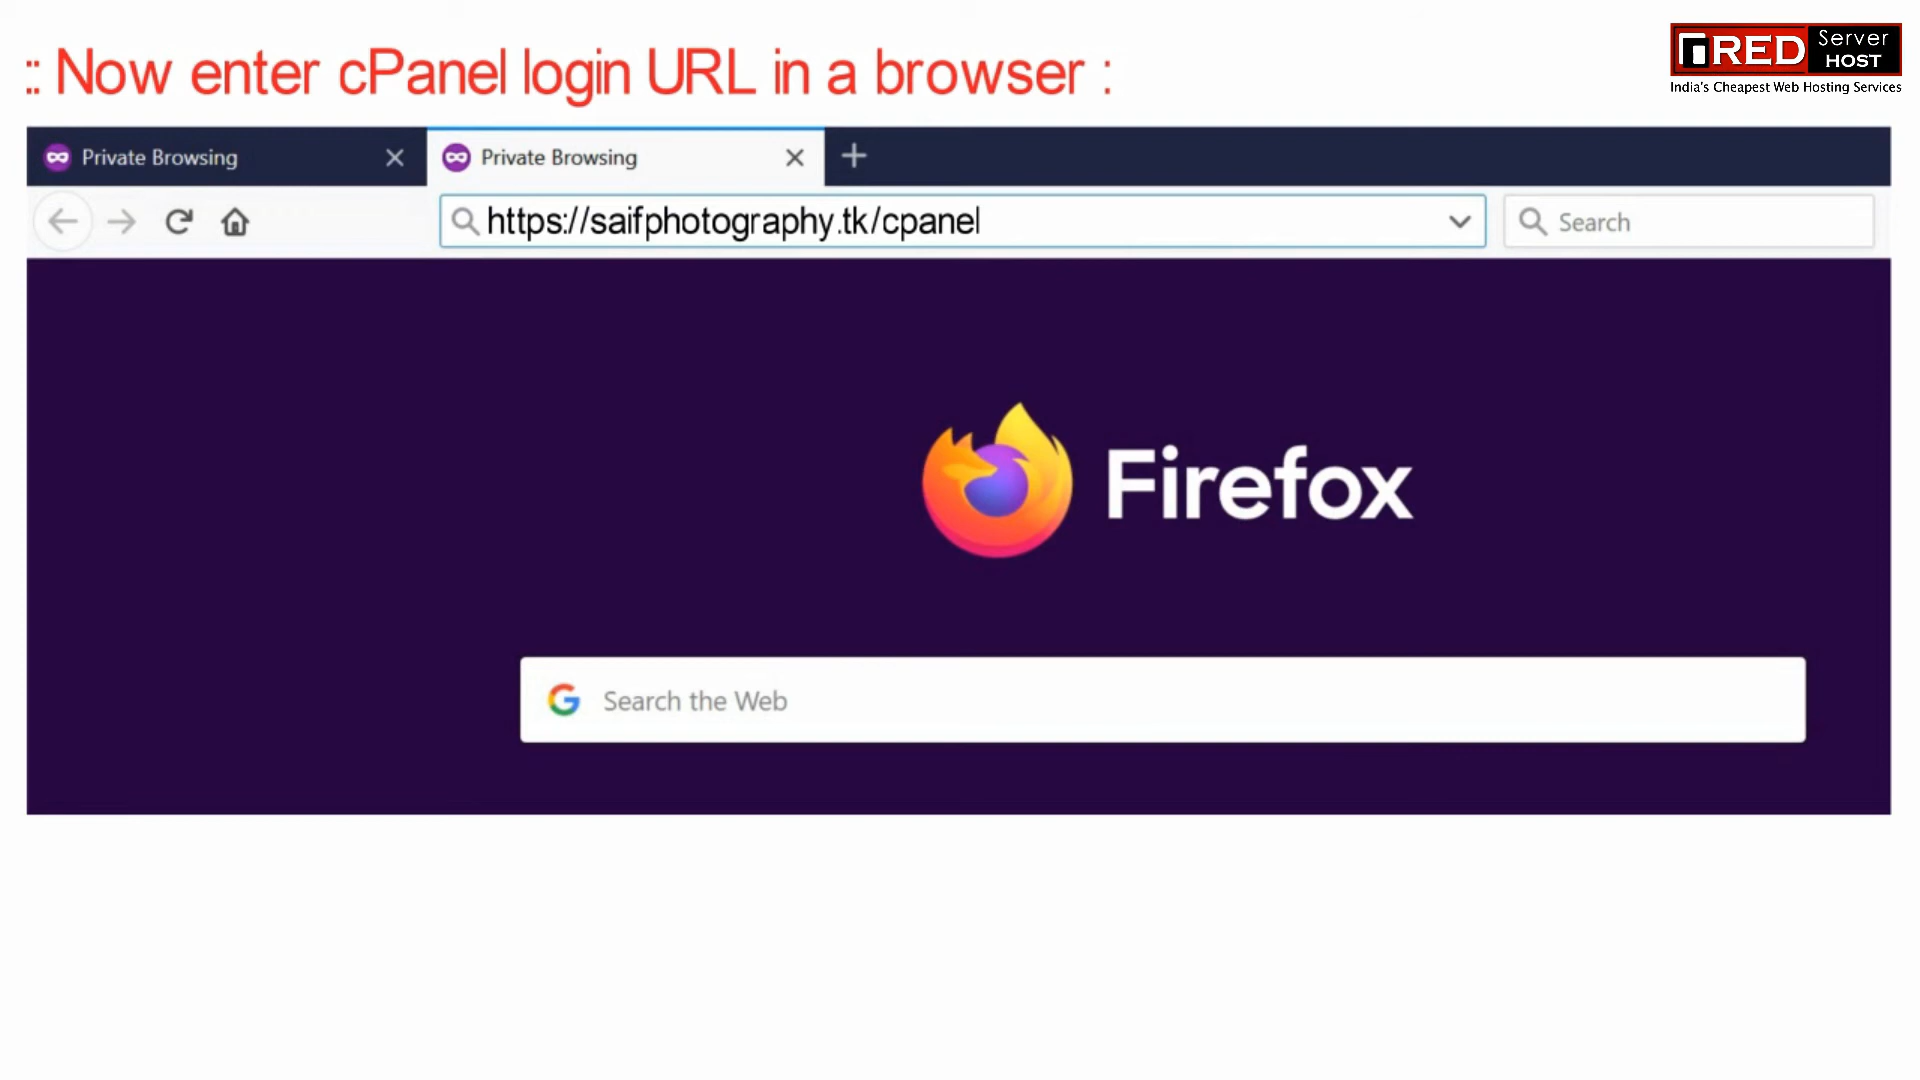 :: Now enter cPanel login URL in a browser :
RED Server HOST
India's Cheapest Web Hosting Services
Private Browsing
Private Browsing
https://saifphotography.tk/cpanel
Search
Firefox
Search the Web